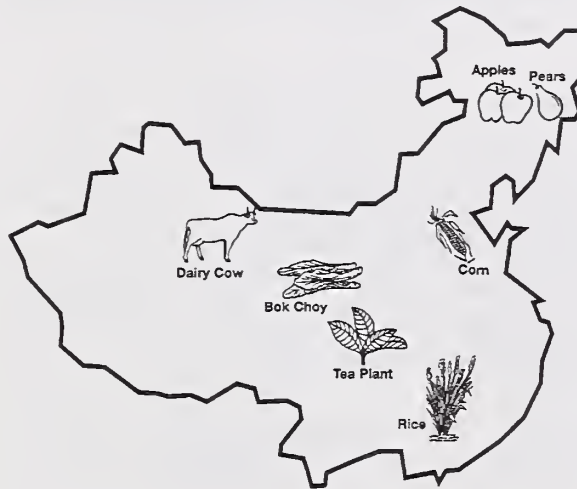 Apples Pears
Dairy Cow
Corn
Bok Choy
Tea Plant
Rice